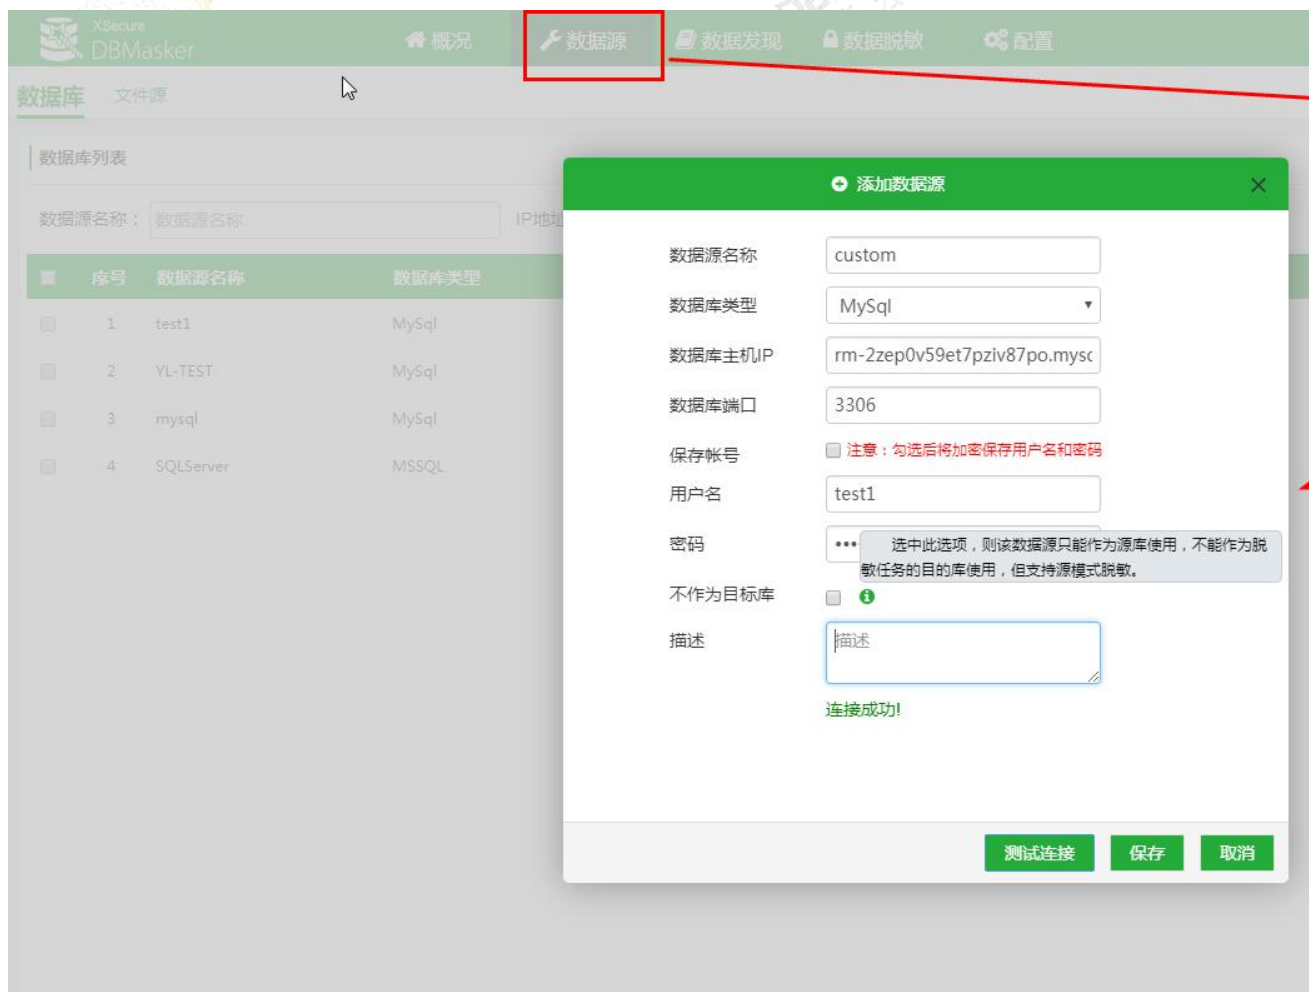 XSecure
DBMasker
概况
数据源
数据发现
数据脱敏
配置
数据库
文件源
数据库列表
数据源名称：
数据源名称
IP地址
序号 数据源名称 数据库类型
1 test1 MySql
2 YL-TEST MySql
3 mysql MySql
4 SQLServer MSSQL
添加数据源
数据源名称 custom
数据库类型 MySql
数据库主机IP rm-2zep0v59et7pziv87po.mysc
数据库端口 3306
保存帐号 注意：勾选后将加密保存用户名和密码
用户名 test1
密码
选中此选项，则该数据源只能作为源库使用，不能作为脱
敏任务的目的库使用，但支持源模式脱敏。
不作为目标库
描述 描述
连接成功!
测试连接 保存 取消